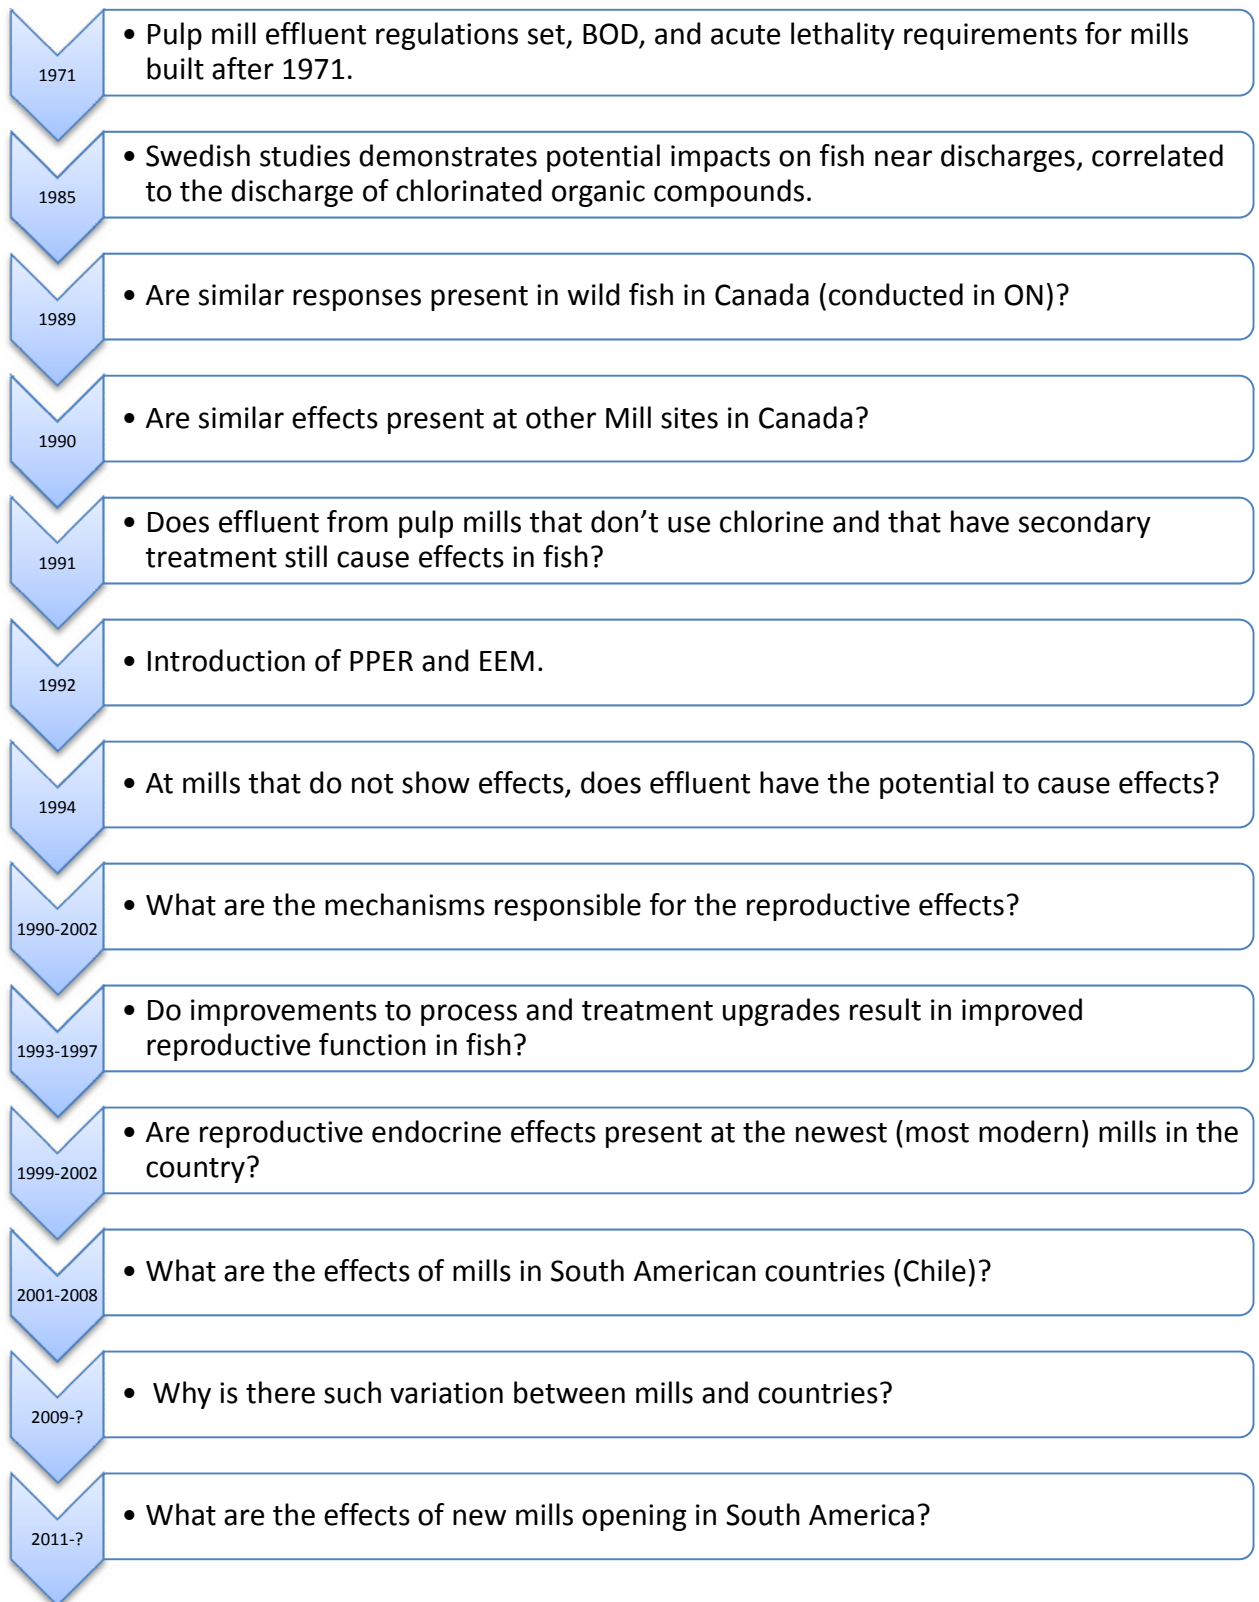 1971
• Pulp mill effluent regulations set, BOD, and acute lethality requirements for mills
built after 1971.
1985
• Swedish studies demonstrates potential impacts on fish near discharges, correlated
to the discharge of chlorinated organic compounds.
1989
• Are similar responses present in wild fish in Canada (conducted in ON)?
1990
• Are similar effects present at other Mill sites in Canada?
1991
• Does effluent from pulp mills that don’t use chlorine and that have secondary
treatment still cause effects in fish?
1992
• Introduction of PPER and EEM.
1994
• At mills that do not show effects, does effluent have the potential to cause effects?
1990-2002
• What are the mechanisms responsible for the reproductive effects?
1993-1997
• Do improvements to process and treatment upgrades result in improved
reproductive function in fish?
1999-2002
• Are reproductive endocrine effects present at the newest (most modern) mills in the
country?
2001-2008
• What are the effects of mills in South American countries (Chile)?
2009-?
• Why is there such variation between mills and countries?
2011-?
• What are the effects of new mills opening in South America?